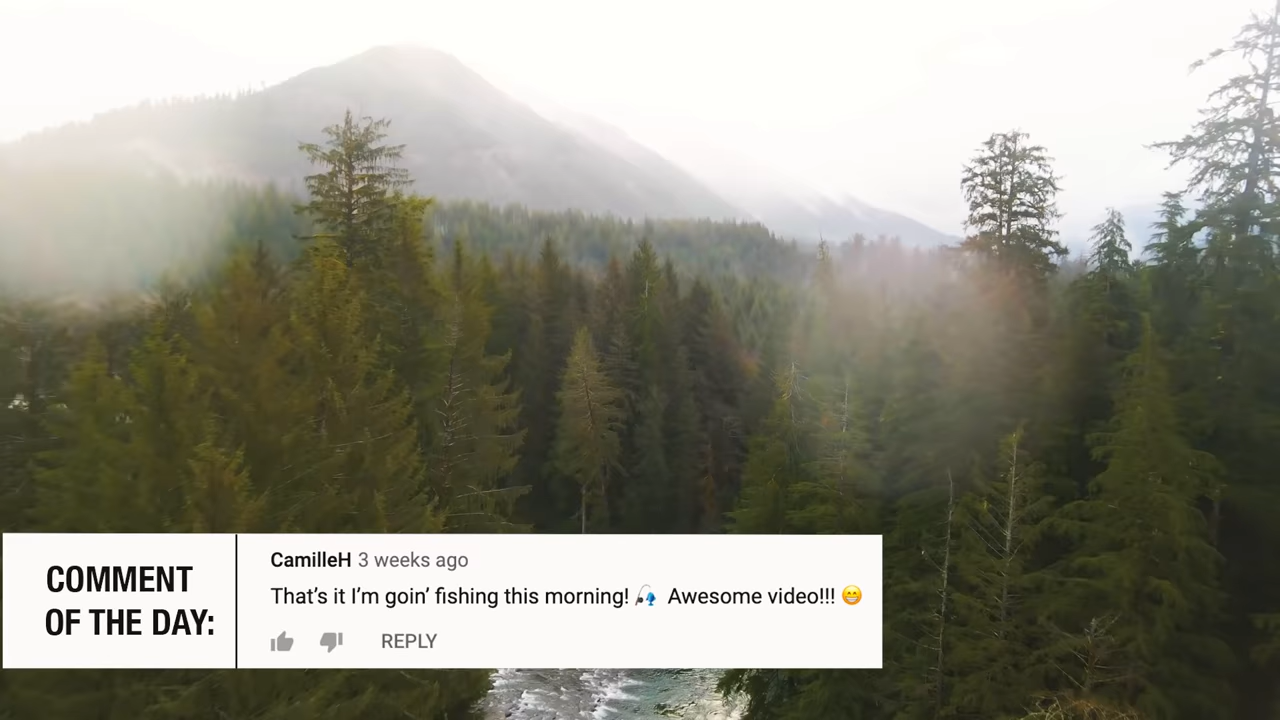 COMMENT
OF THE DAY:
CamilleH 3 weeks ago
That’s it I’m goin’ fishing this morning! 🎣 Awesome video!!! 😁
REPLY